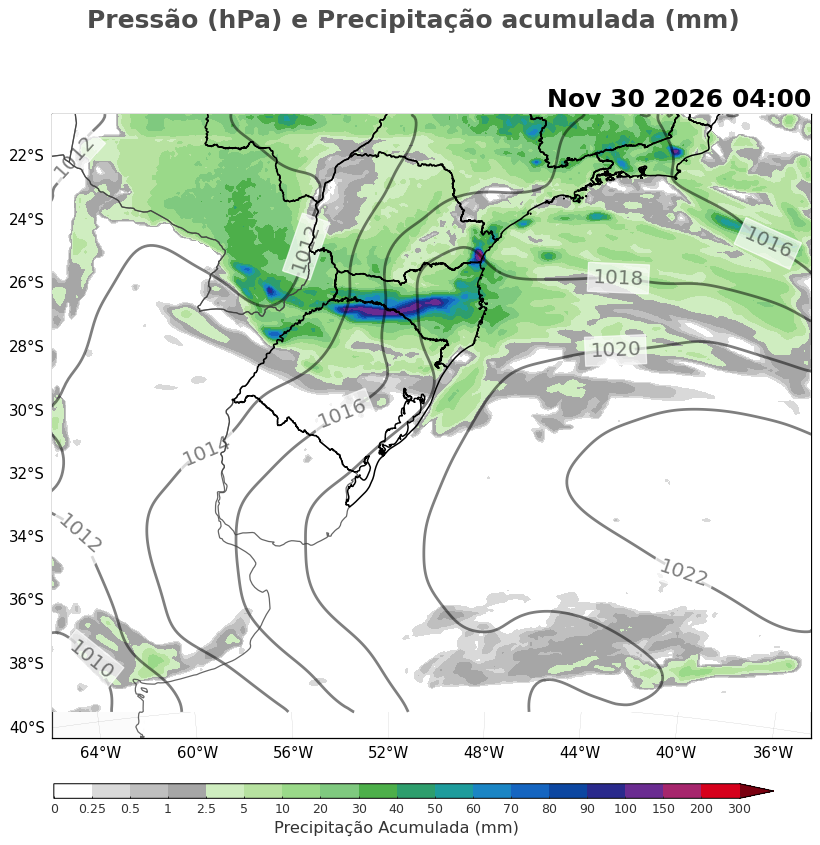 Pressão (hPa) e Precipitação acumulada (mm)
Nov 30 2026 04:00
1012
22°S
24°S
1012
1016
26°S
1018
28°S
1020
30°S
1016
1014
32°S
34°S
1012
1022
36°S
38°S
1010
40°S
64°W 60°W 56°W 52°W 48°W 44°W 40°W 36°W
0 0.25 0.5 1 2.5 5 10 20 30 40 50 60 70 80 90 100 150 200 300
Precipitação Acumulada (mm)